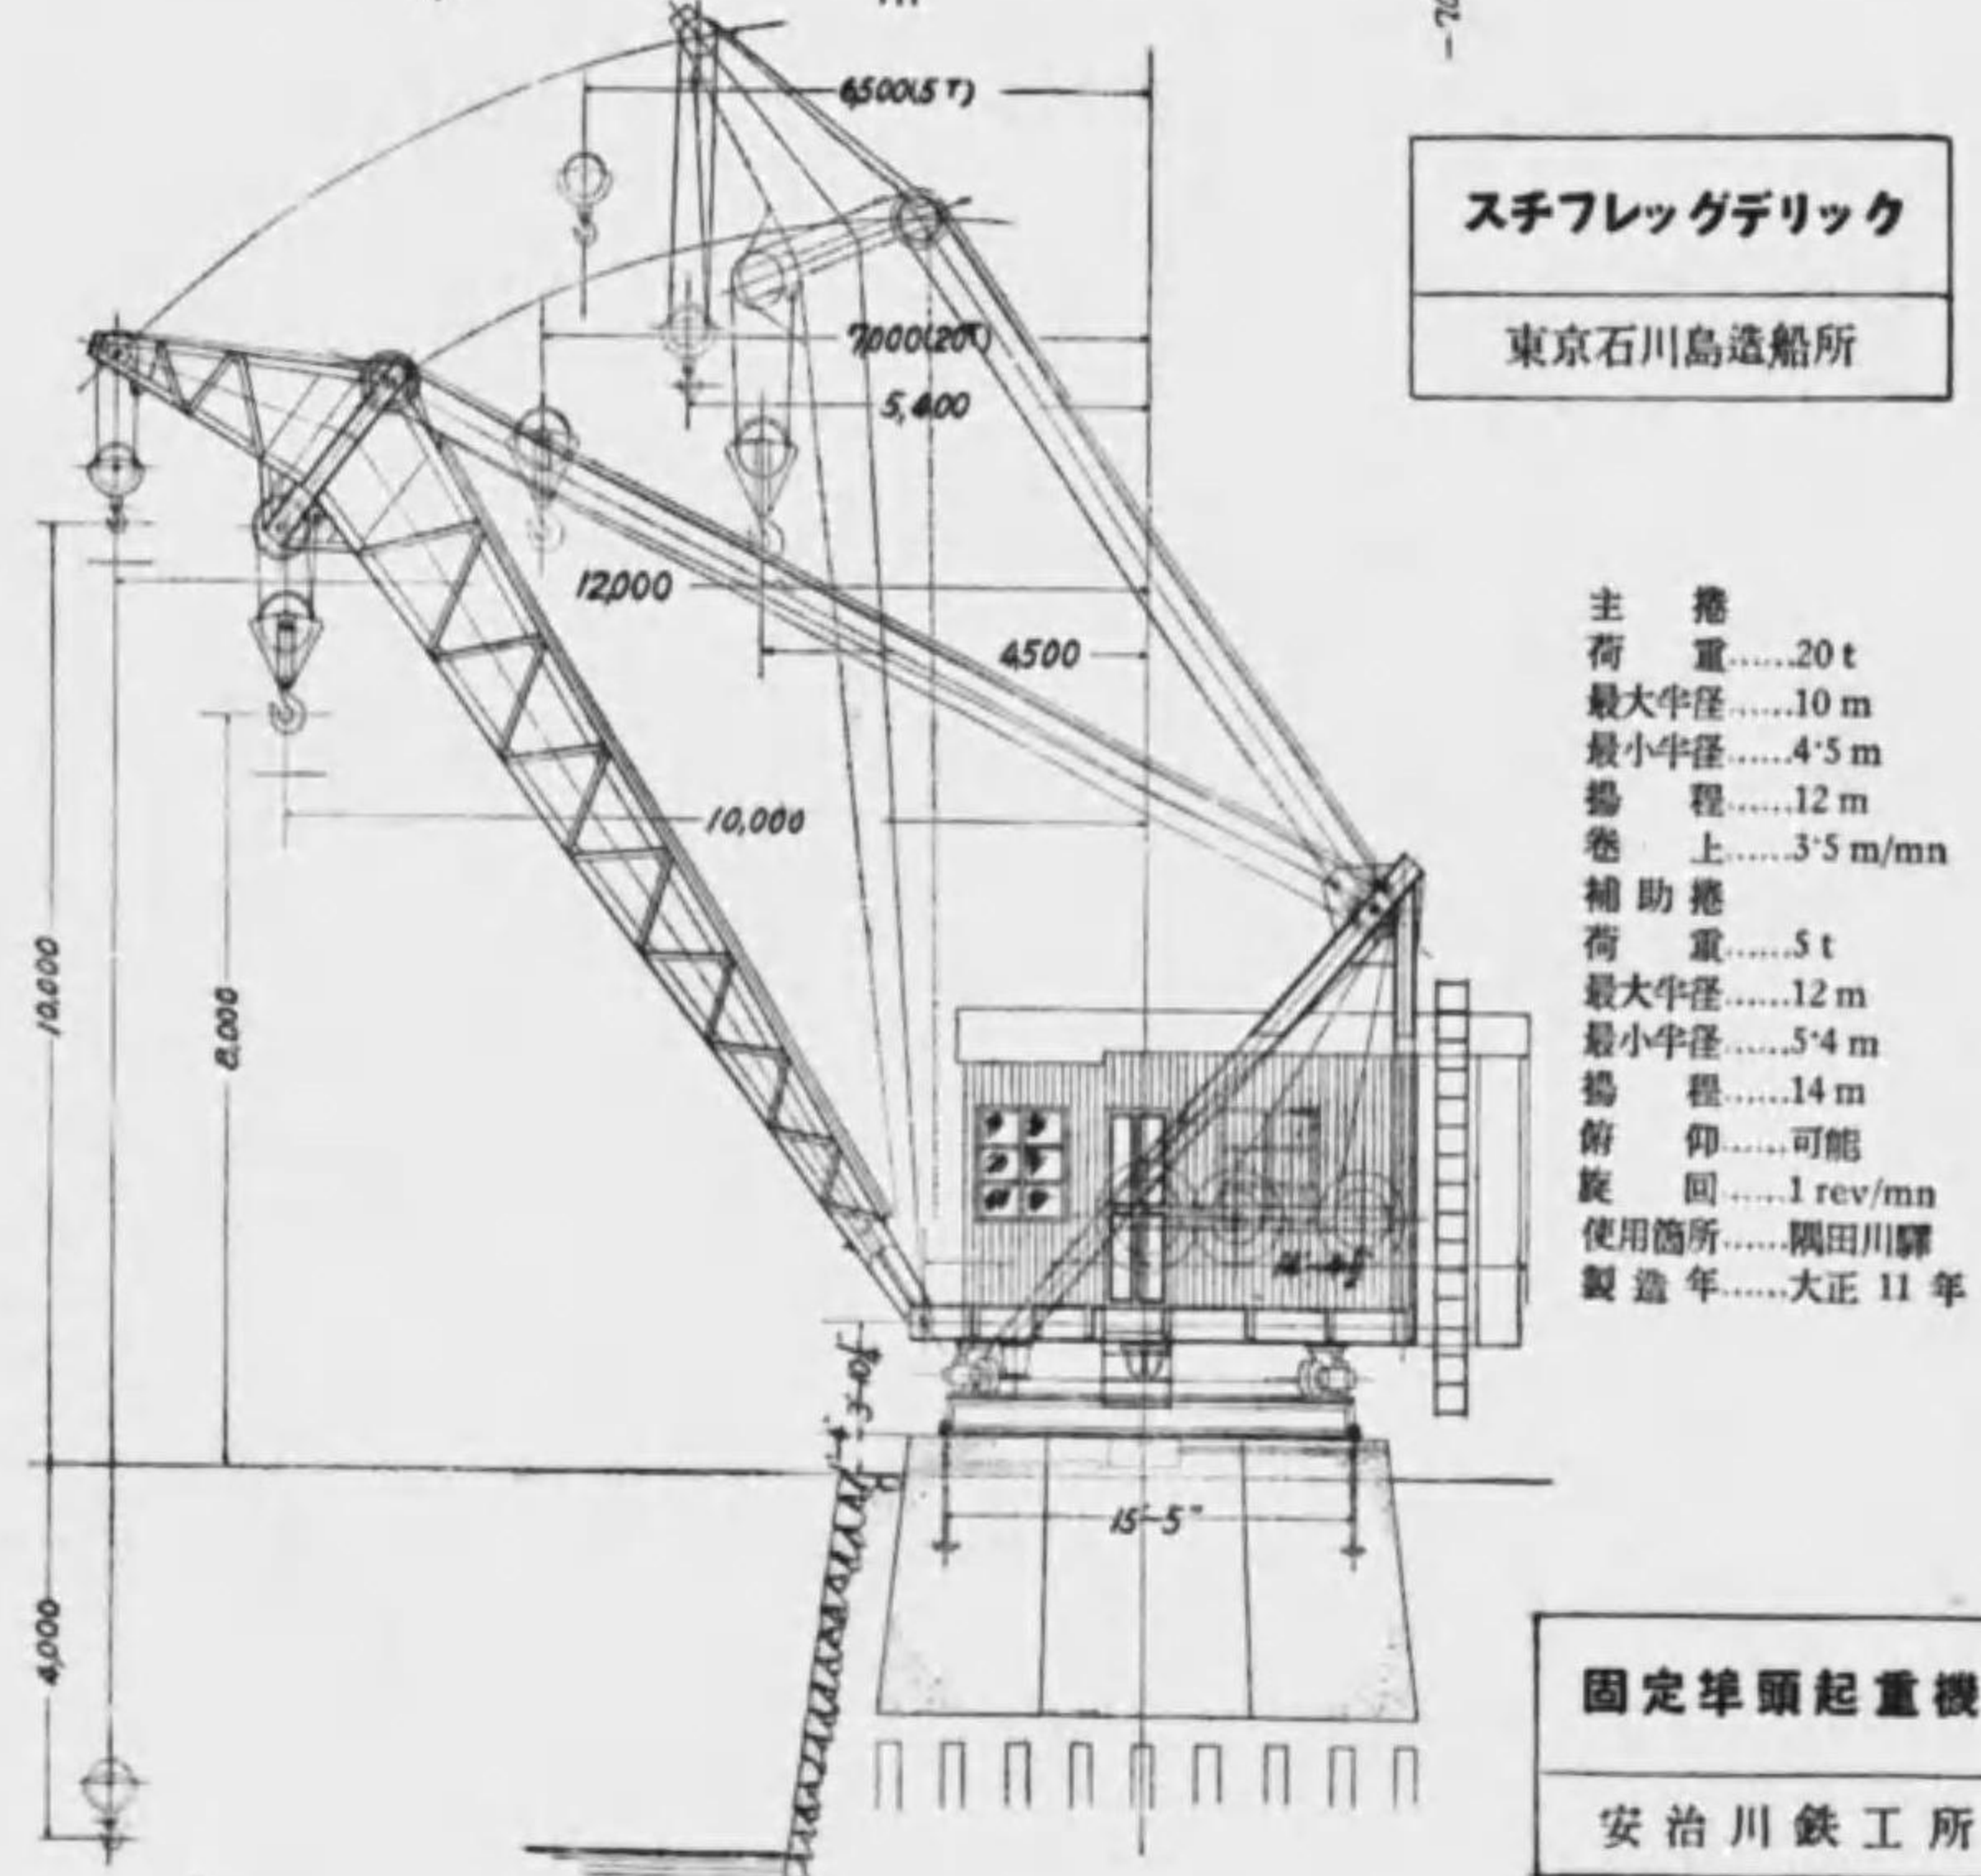 6,500(5T)
7,000(20T)
5,400
12,000
4,500
10,000
10,000
8,000
4,000
15'-5"
スチフレッグデリック
東京石川島造船所
主 捲
荷 重......20 t
最大半径......10 m
最小半径......4·5 m
揚 程......12 m
巻 上......3·5 m/mn
補 助 捲
荷 重......5 t
最大半径......12 m
最小半径......5·4 m
揚 程......14 m
俯 仰......可能
旋 回......1 rev/mn
使用箇所......隅田川驛
製 造 年......大正 11 年
固定埠頭起重機
安治川鉄工所